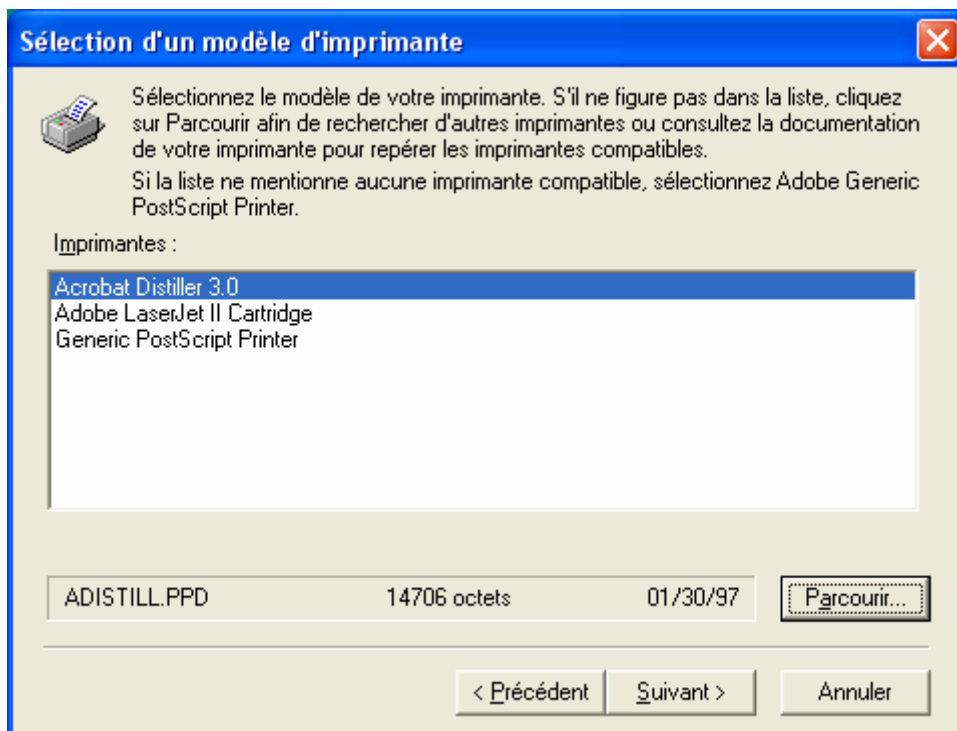 Sélection d'un modèle d'imprimante
Sélectionnez le modèle de votre imprimante. S'il ne figure pas dans la liste, cliquez
sur Parcourir afin de rechercher d'autres imprimantes ou consultez la documentation
de votre imprimante pour repérer les imprimantes compatibles.
Si la liste ne mentionne aucune imprimante compatible, sélectionnez Adobe Generic
PostScript Printer.
Imprimantes :
Acrobat Distiller 3.0
Adobe LaserJet II Cartridge
Generic PostScript Printer
ADISTILL.PPD 14706 octets 01/30/97 Parcourir...
< Précédent Suivant > Annuler